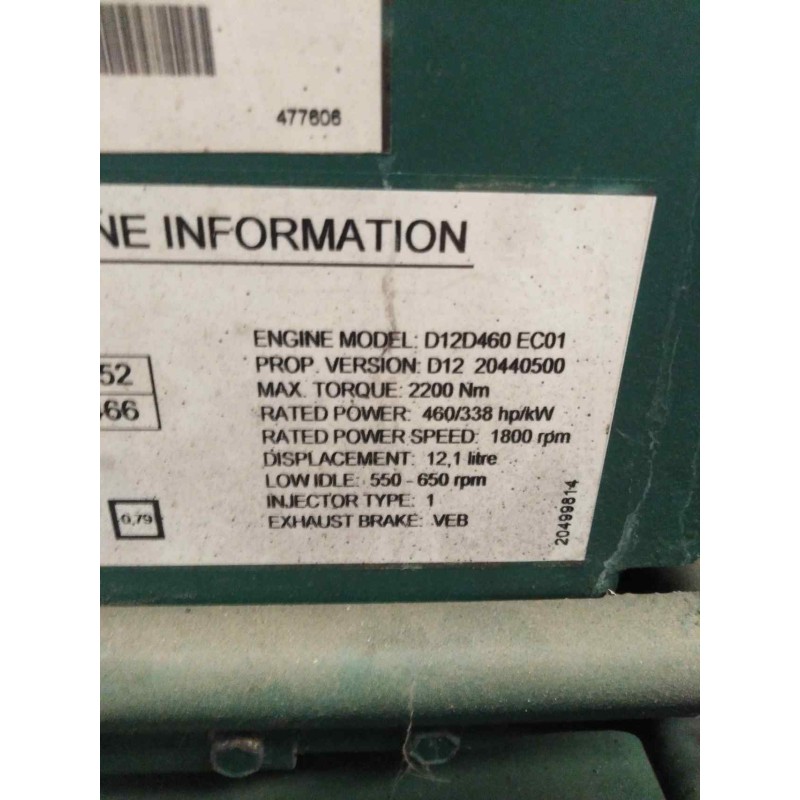 477606
NE INFORMATION
ENGINE MODEL: D12D460 EC01
PROP. VERSION: D12 20440500
MAX. TORQUE: 2200 Nm
RATED POWER: 460/338 hp/kW
RATED POWER SPEED: 1800 rpm
DISPLACEMENT: 12,1 litre
LOW IDLE: 550 - 650 rpm
INJECTOR TYPE: 1
EXHAUST BRAKE: VEB
52
66
0,79
20499814